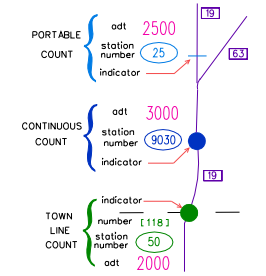 19
adt 2500
PORTABLE
COUNT
station
number 25
63
indicator
adt 3000
CONTINUOUS
COUNT
station
number 9030
indicator
19
indicator
TOWN
LINE
COUNT
number [118]
station
number 50
adt 2000